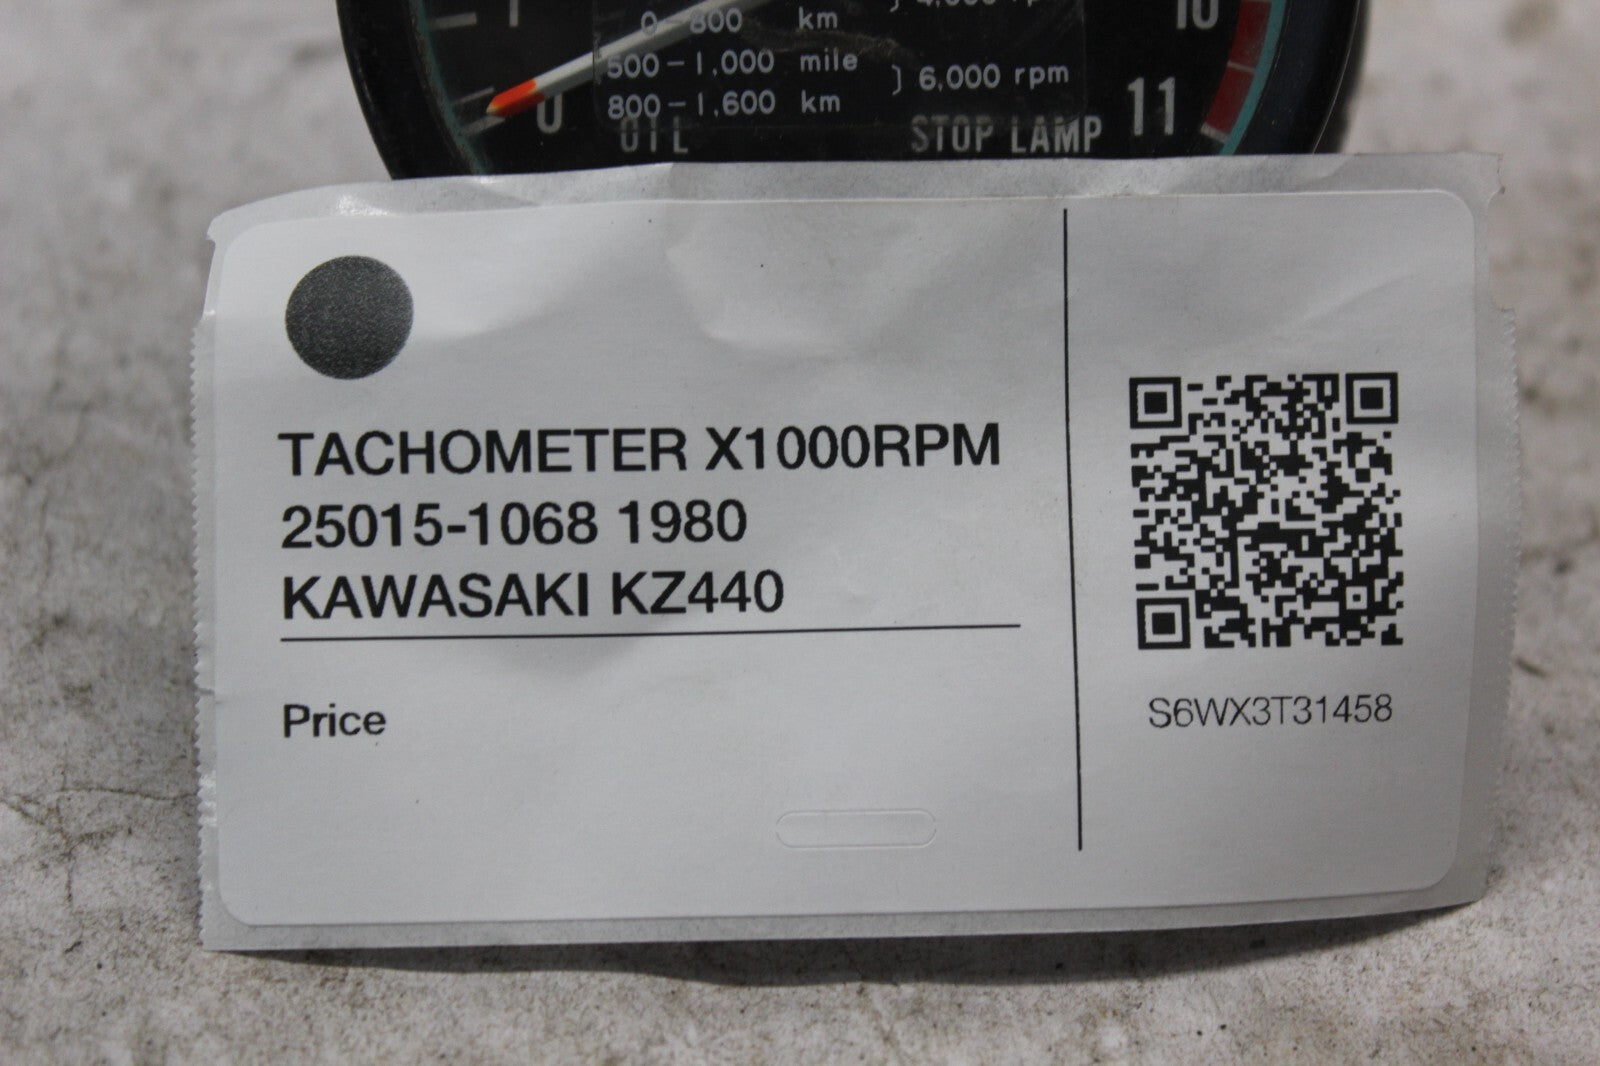 1
0-800 km
10
500-1,000 mile
} 6,000 rpm
800-1,600 km
0
OIL
STOP LAMP
11
TACHOMETER X1000RPM
25015-1068 1980
KAWASAKI KZ440
Price
S6WX3T31458